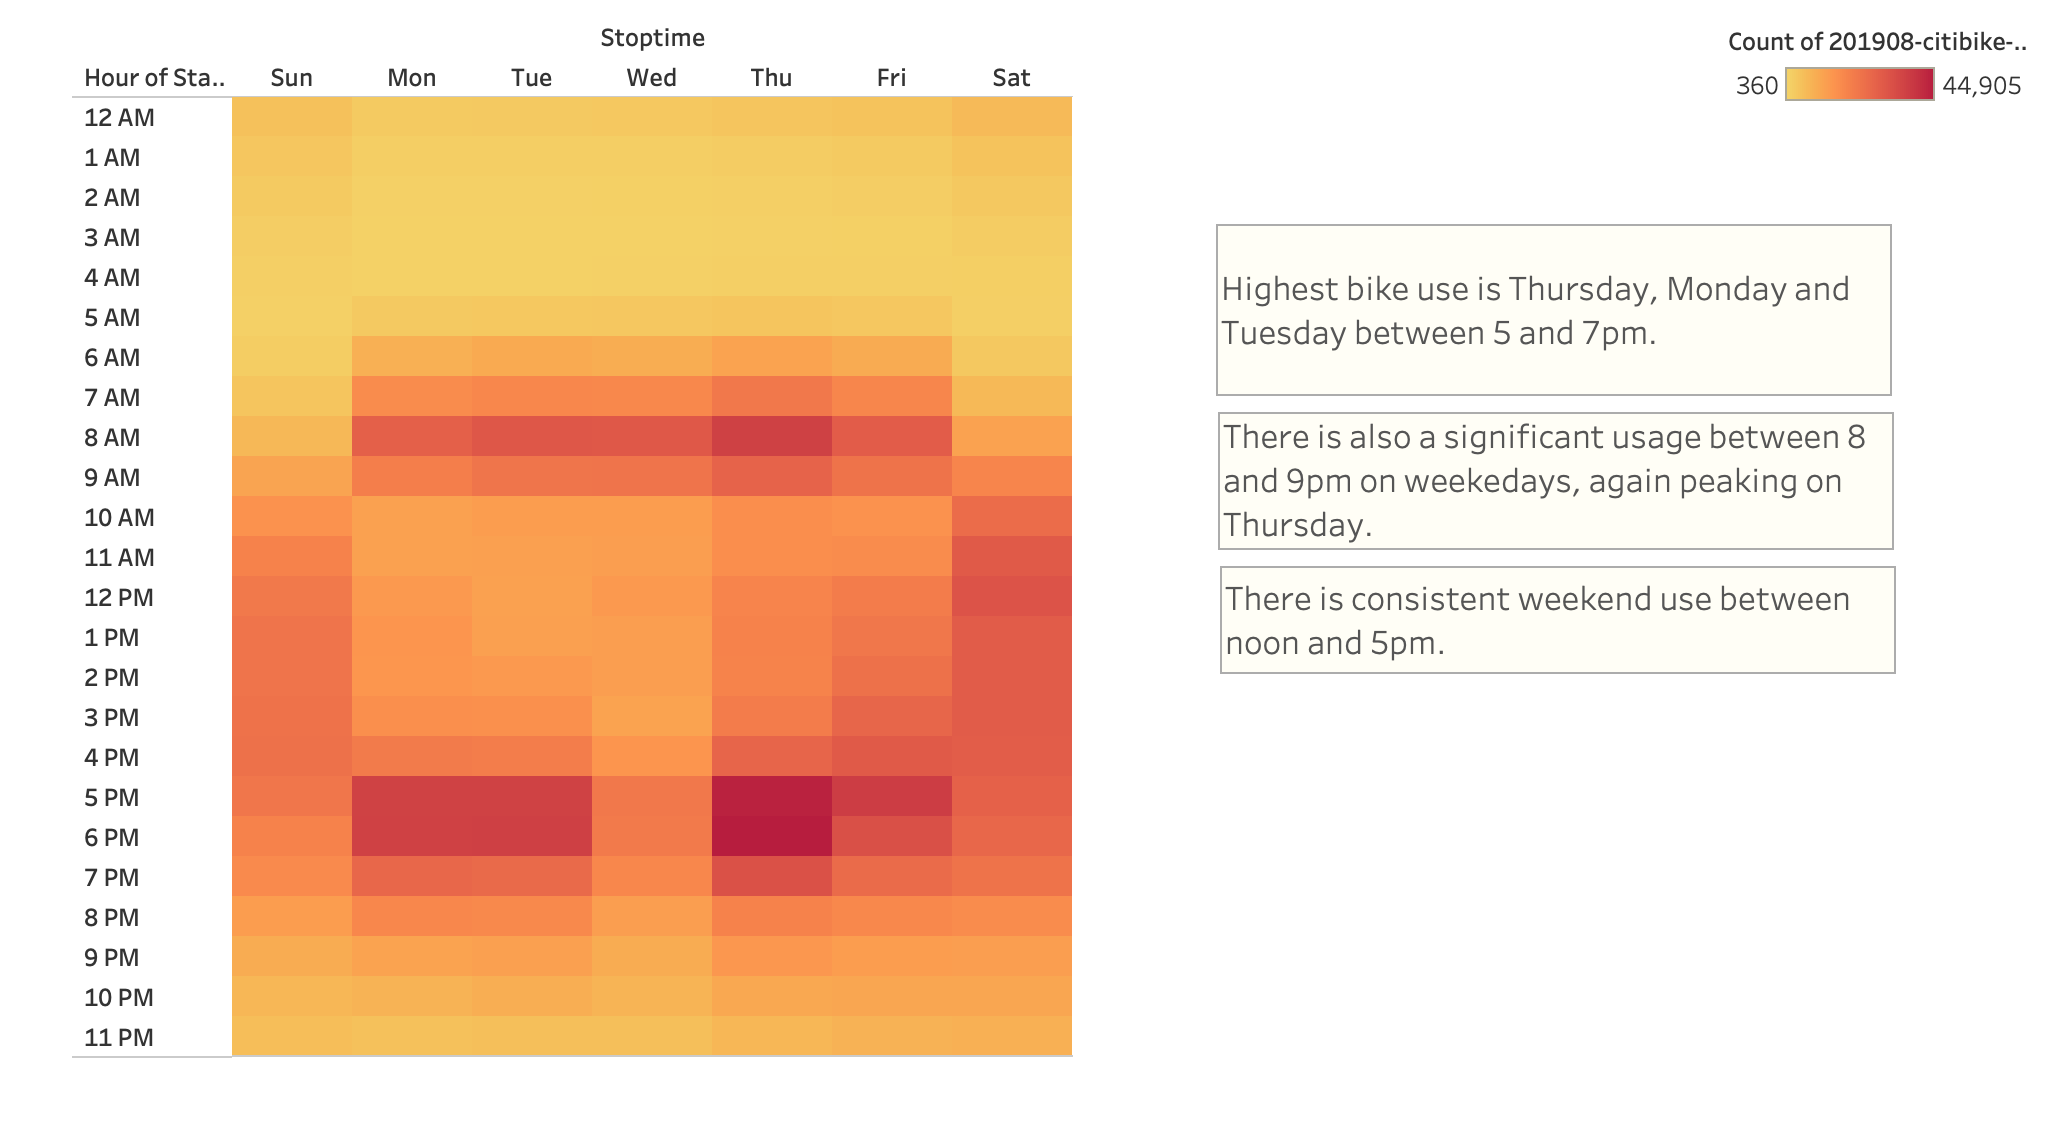 Stoptime
Count of 201908-citibike-..
Hour of Sta.. Sun Mon Tue Wed Thu Fri Sat
360 44,905
12 AM
1 AM
2 AM
3 AM
4 AM
5 AM
6 AM
7 AM
8 AM
9 AM
10 AM
11 AM
12 PM
1 PM
2 PM
3 PM
4 PM
5 PM
6 PM
7 PM
8 PM
9 PM
10 PM
11 PM
Highest bike use is Thursday, Monday and
Tuesday between 5 and 7pm.
There is also a significant usage between 8
and 9pm on weekedays, again peaking on
Thursday.
There is consistent weekend use between
noon and 5pm.